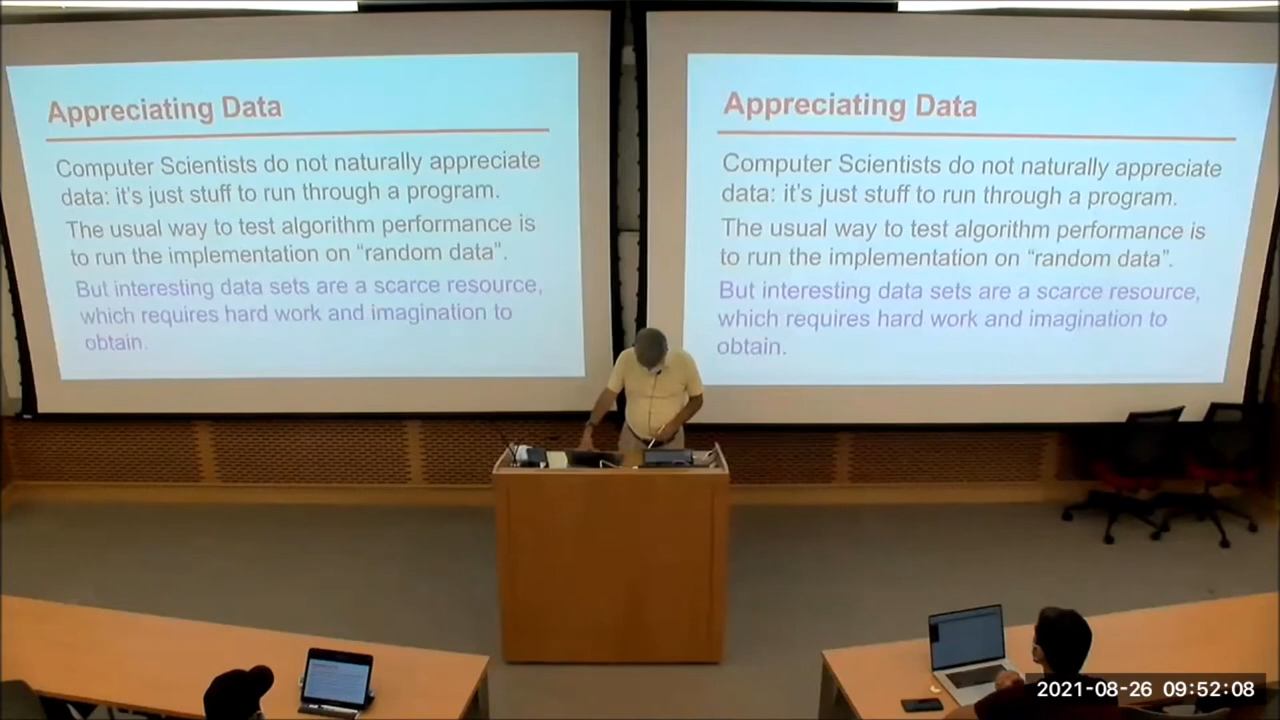 Appreciating Data
Computer Scientists do not naturally appreciate
data: it's just stuff to run through a program.
The usual way to test algorithm performance is
to run the implementation on “random data”.
But interesting data sets are a scarce resource,
which requires hard work and imagination to
obtain.
Appreciating Data
Computer Scientists do not naturally appreciate
data: it's just stuff to run through a program.
The usual way to test algorithm performance is
to run the implementation on “random data”.
But interesting data sets are a scarce resource,
which requires hard work and imagination to
obtain.
2021-08-26 09:52:08